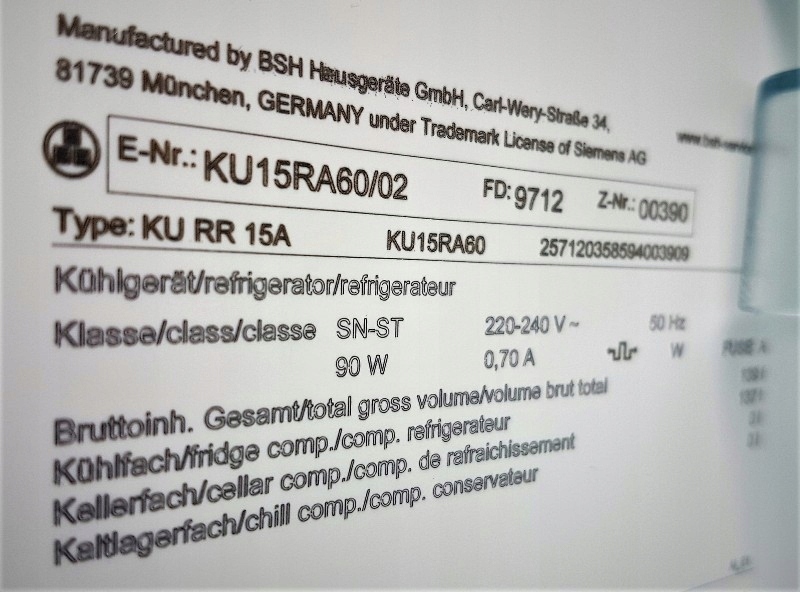 Manufactured by BSH Hausgeräte GmbH, Carl-Wery-Straße 34,
81739 München, GERMANY under Trademark License of Siemens AG
E-Nr.: KU15RA60/02 FD: 9712 Z-Nr.: 00390
Type: KU RR 15A KU15RA60 257120358594003909
Kühlgerät/refrigerator/refrigerateur
Klasse/class/classe SN-ST 220-240 V ~ 50 Hz
90 W 0,70 A W FUSE A
Bruttoinh. Gesamt/total gross volume/volume brut total
Kühlfach/fridge comp./comp. refrigerateur
Kellerfach/cellar comp./comp. de rafraichissement
Kaltlagerfach/chill comp./comp. conservateur